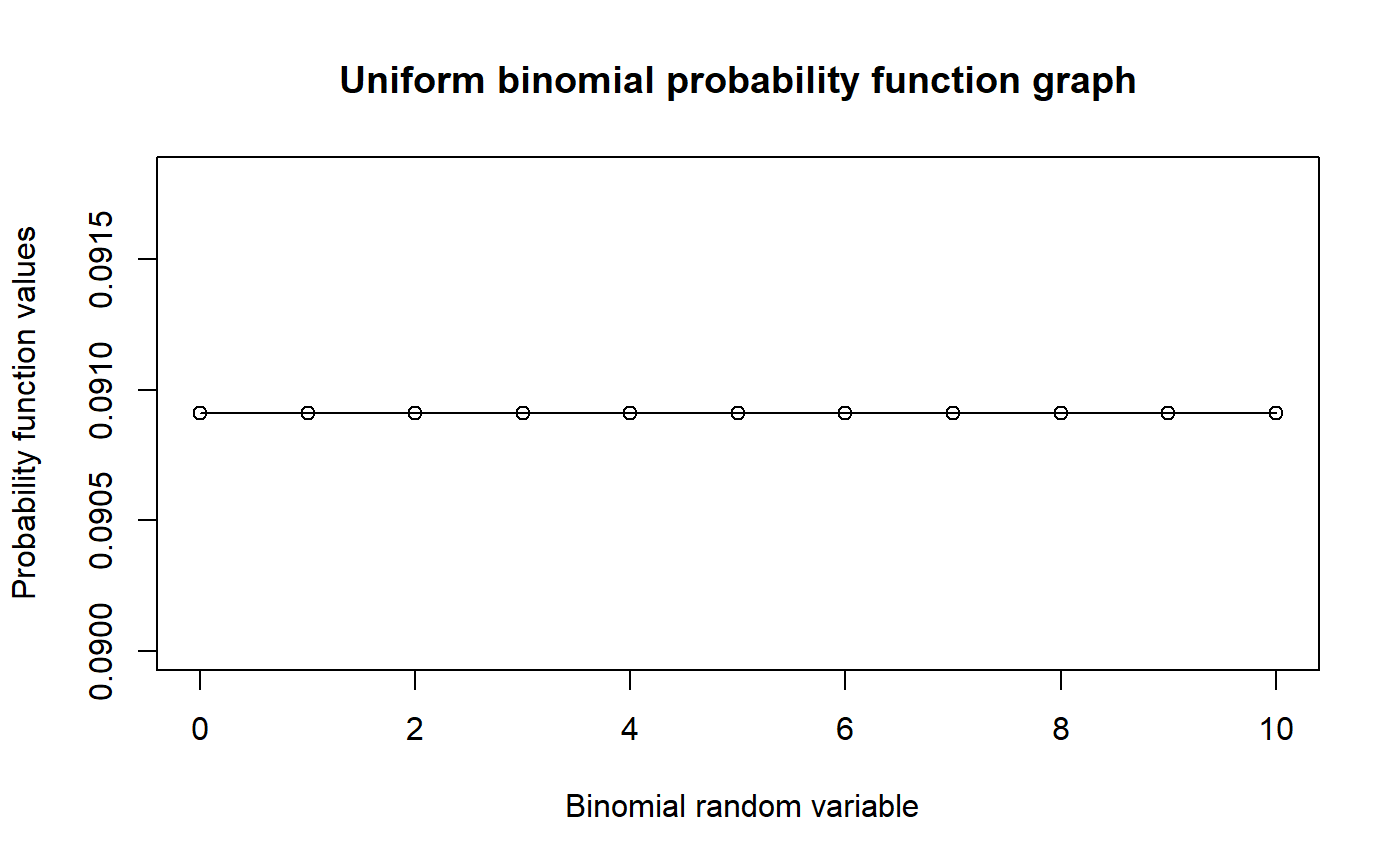 Uniform binomial probability function graph
Probability function values
0.0915
0.0910
0.0905
0.0900
0 2 4 6 8 10
Binomial random variable